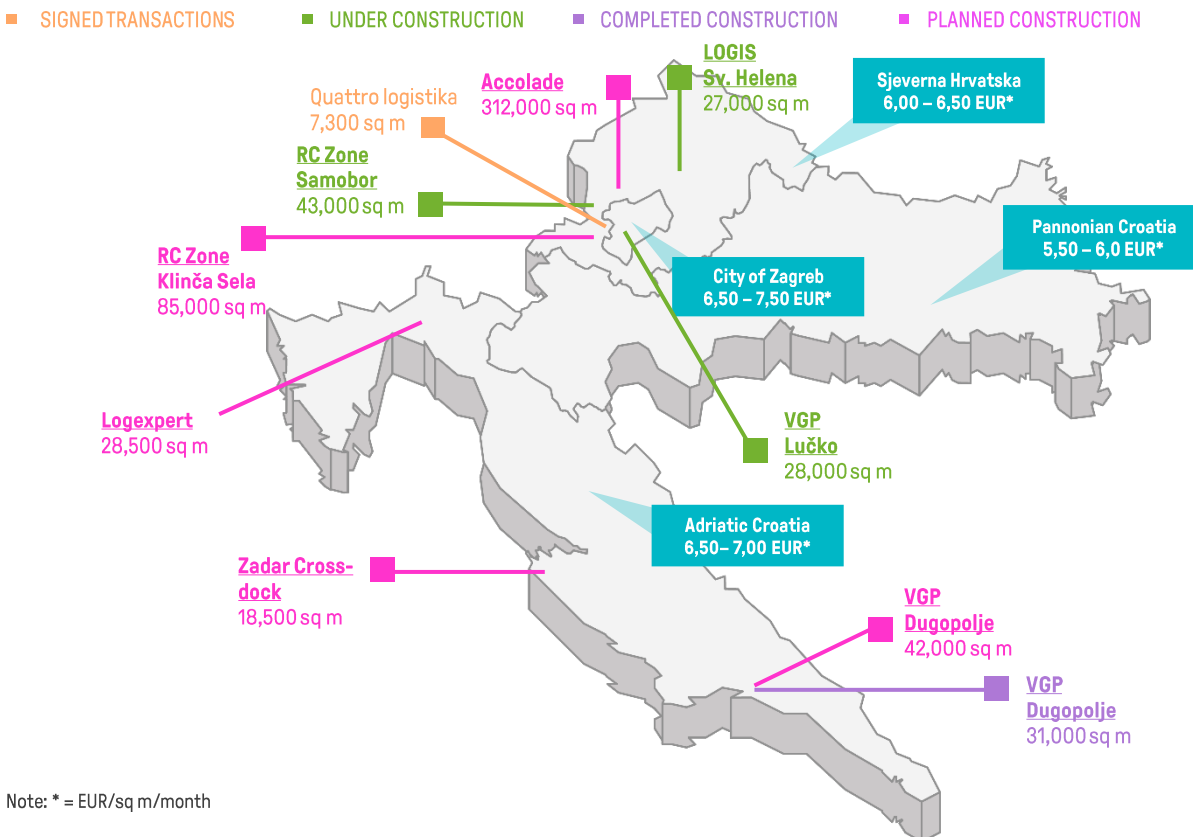 SIGNED TRANSACTIONS
UNDER CONSTRUCTION
COMPLETED CONSTRUCTION
PLANNED CONSTRUCTION
LOGIS
Sv. Helena
27,000 sq m
Accolade
312,000 sq m
Sjeverna Hrvatska
6,00 – 6,50 EUR*
Quattro logistika
7,300 sq m
RC Zone
Samobor
43,000 sq m
Pannonian Croatia
5,50 – 6,0 EUR*
RC Zone
Klinča Sela
85,000 sq m
City of Zagreb
6,50 – 7,50 EUR*
Logexpert
28,500 sq m
VGP
Lučko
28,000 sq m
Adriatic Croatia
6,50– 7,00 EUR*
Zadar Cross-
dock
18,500 sq m
VGP
Dugopolje
42,000 sq m
VGP
Dugopolje
31,000 sq m
Note: * = EUR/sq m/month